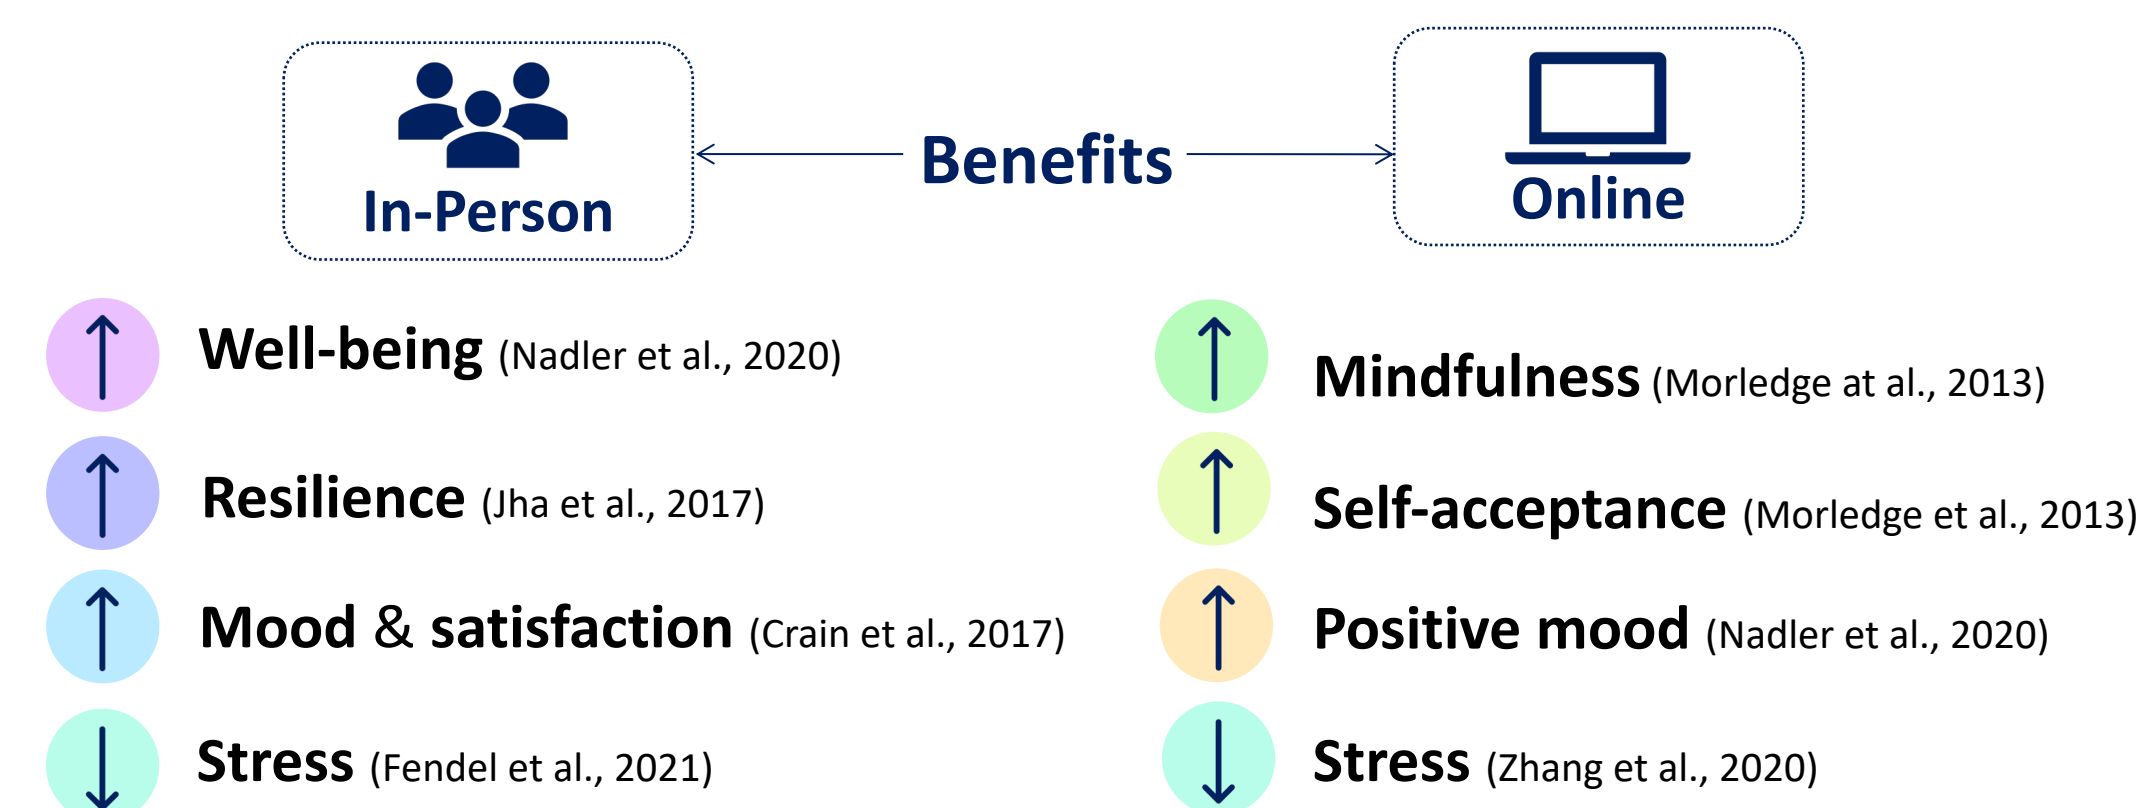 In-Person
Benefits
Online
Well-being (Nadler et al., 2020)
Resilience (Jha et al., 2017)
Mood & satisfaction (Crain et al., 2017)
Stress (Fendel et al., 2021)
Mindfulness (Morledge at al., 2013)
Self-acceptance (Morledge et al., 2013)
Positive mood (Nadler et al., 2020)
Stress (Zhang et al., 2020)